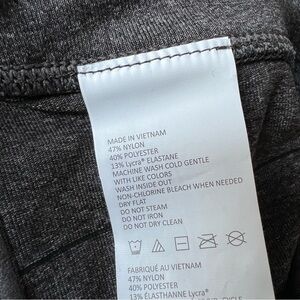 MADE IN VIETNAM
47% NYLON
40% POLYESTER
13% Lycra® ELASTANE
MACHINE WASH COLD GENTLE
WITH LIKE COLORS
WASH INSIDE OUT
NON-CHLORINE BLEACH WHEN NEEDED
DRY FLAT
DO NOT STEAM
DO NOT IRON
DO NOT DRY CLEAN
FABRIQUÉ AU VIETNAM
47% NYLON
40% POLYESTER
13% ÉLASTHANNE Lycra®